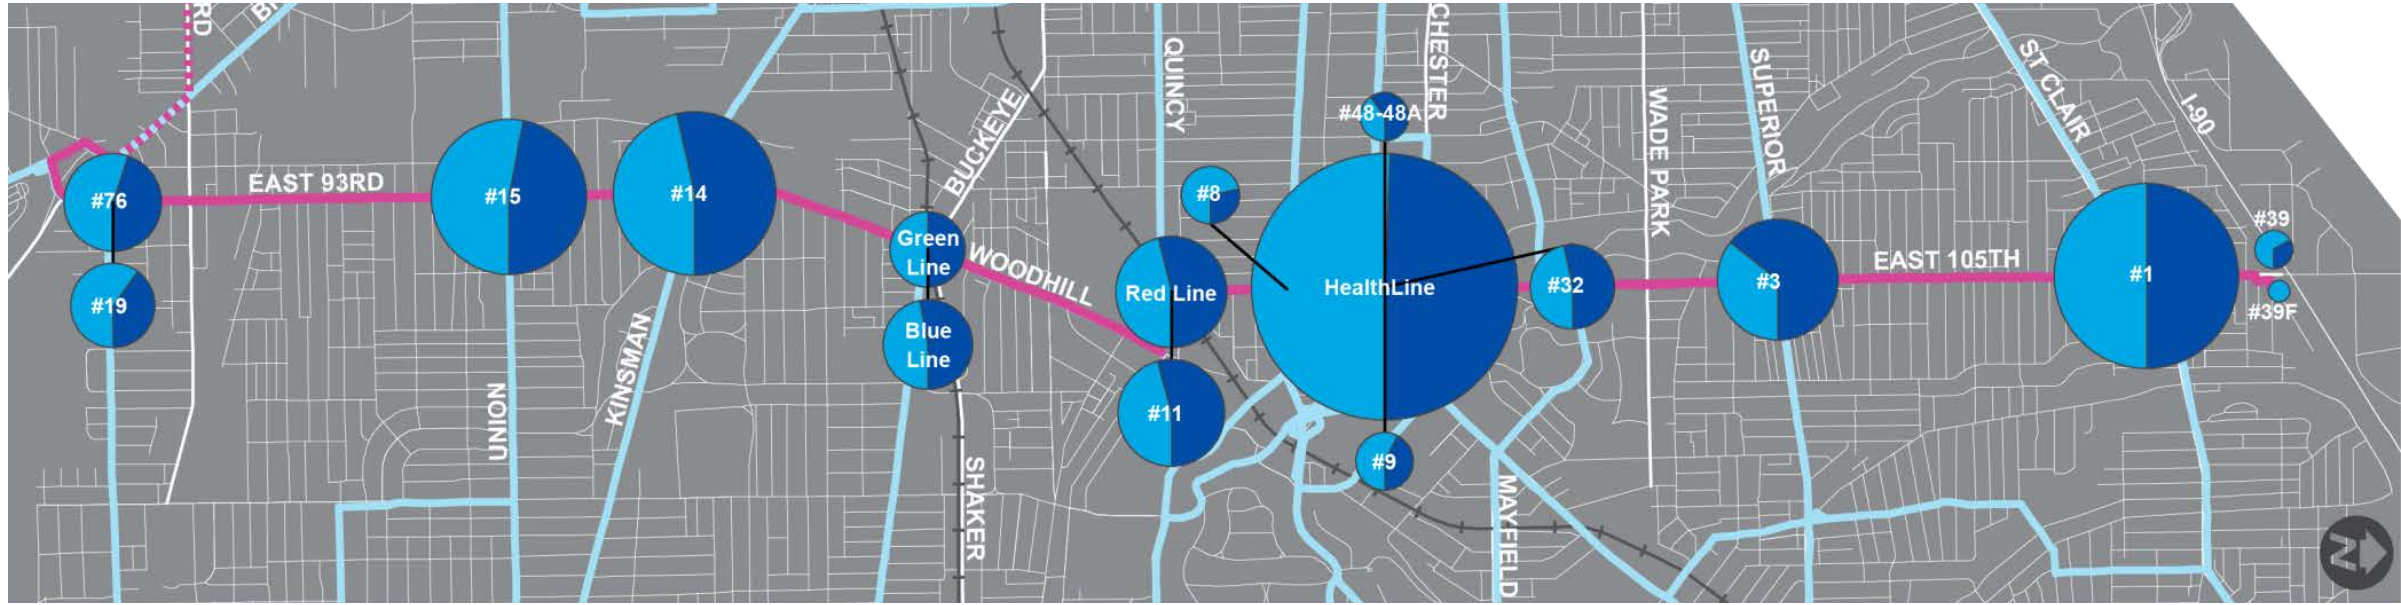 RD
EAST 93RD
#76
#19
#15
UNION
#14
KINSMAN
Green
Line
Blue
Line
BUCKEYE
WOODHILL
SHAKER
QUINCY
#8
Red Line
#11
#48-48A
CHESTER
HealthLine
#9
#32
MAYFIELD
WADE PARK
SUPERIOR
#3
EAST 105TH
ST CLAIR
I-90
#1
#39
#39F
N